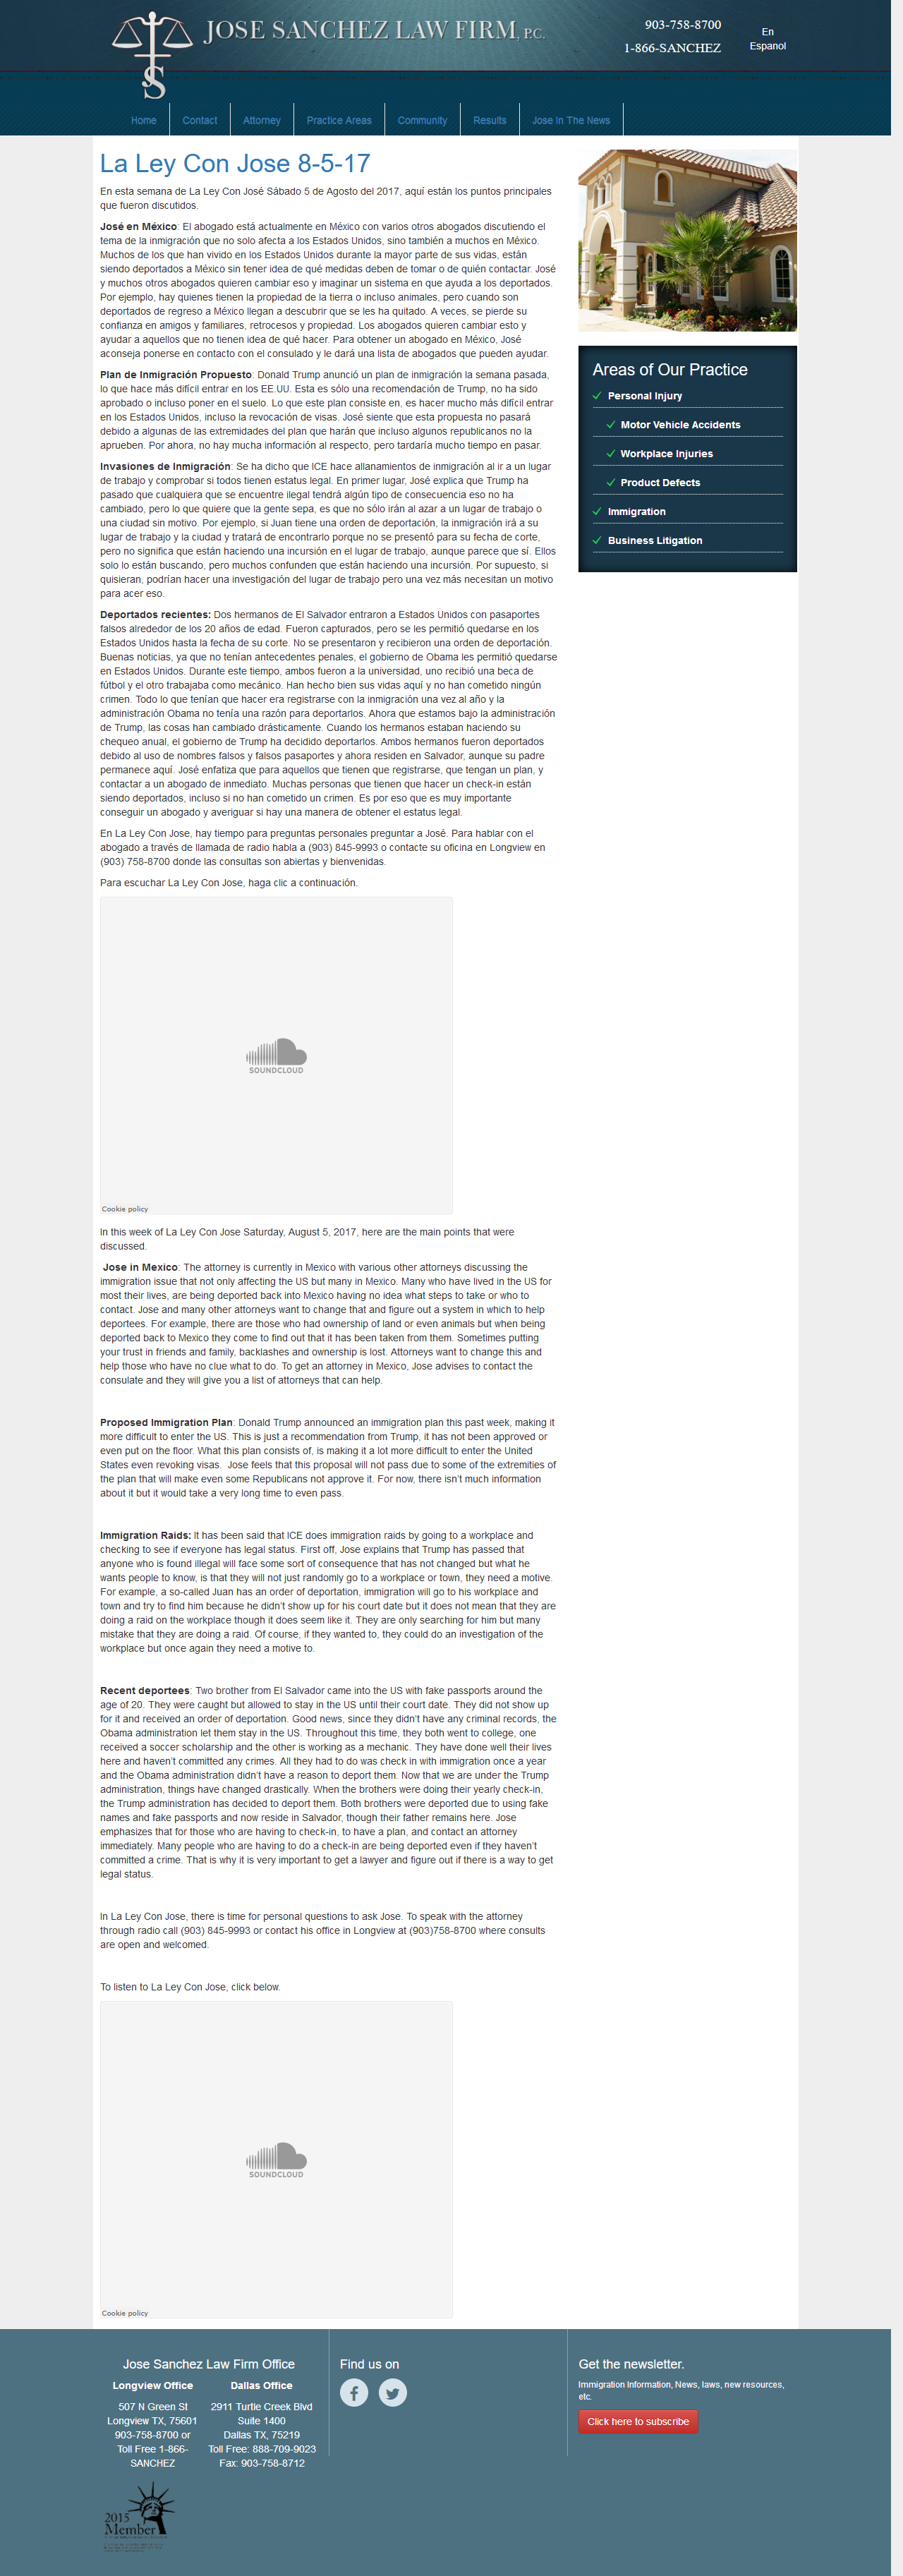 JOSE SANCHEZ LAW FIRM, P.C.
903-758-8700
1-866-SANCHEZ
En
Espanol
Home
Contact
Attorney
Practice Areas
Community
Results
Jose In The News
La Ley Con Jose 8-5-17
En esta semana de La Ley Con José Sábado 5 de Agosto del 2017, aquí están los puntos principales
que fueron discutidos.
José en México: El abogado está actualmente en México con varios otros abogados discutiendo el
tema de la inmigración que no solo afecta a los Estados Unidos, sino también a muchos en México.
Muchos de los que han vivido en los Estados Unidos durante la mayor parte de sus vidas, están
siendo deportados a México sin tener idea de qué medidas deben de tomar o de quién contactar. José
y muchos otros abogados quieren cambiar eso y imaginar un sistema en que ayuda a los deportados.
Por ejemplo, hay quienes tienen la propiedad de la tierra o incluso animales, pero cuando son
deportados de regreso a México llegan a descubrir que se les ha quitado. A veces, se pierde su
confianza en amigos y familiares, retrocesos y propiedad. Los abogados quieren cambiar esto y
ayudar a aquellos que no tienen idea de qué hacer. Para obtener un abogado en México, José
aconseja ponerse en contacto con el consulado y le dará una lista de abogados que pueden ayudar.
Plan de Inmigración Propuesto: Donald Trump anunció un plan de inmigración la semana pasada,
lo que hace más difícil entrar en los EE.UU. Esta es sólo una recomendación de Trump, no ha sido
aprobado o incluso poner en el suelo. Lo que este plan consiste en, es hacer mucho más difícil entrar
en los Estados Unidos, incluso la revocación de visas. José siente que esta propuesta no pasará
debido a algunas de las extremidades del plan que harán que incluso algunos republicanos no la
aprueben. Por ahora, no hay mucha información al respecto, pero tardaría mucho tiempo en pasar.
Invasiones de Inmigración: Se ha dicho que ICE hace allanamientos de inmigración al ir a un lugar
de trabajo y comprobar si todos tienen estatus legal. En primer lugar, José explica que Trump ha
pasado que cualquiera que se encuentre ilegal tendrá algún tipo de consecuencia eso no ha
cambiado, pero lo que quiere que la gente sepa, es que no sólo irán al azar a un lugar de trabajo o
una ciudad sin motivo. Por ejemplo, si Juan tiene una orden de deportación, la inmigración irá a su
lugar de trabajo y la ciudad y tratará de encontrarlo porque no se presentó para su fecha de corte,
pero no significa que están haciendo una incursión en el lugar de trabajo, aunque parece que sí. Ellos
solo lo están buscando, pero muchos confunden que están haciendo una incursión. Por supuesto, si
quisieran, podrían hacer una investigación del lugar de trabajo pero una vez más necesitan un motivo
para acer eso.
Deportados recientes: Dos hermanos de El Salvador entraron a Estados Unidos con pasaportes
falsos alrededor de los 20 años de edad. Fueron capturados, pero se les permitió quedarse en los
Estados Unidos hasta la fecha de su corte. No se presentaron y recibieron una orden de deportación.
Buenas noticias, ya que no tenían antecedentes penales, el gobierno de Obama les permitió quedarse
en Estados Unidos. Durante este tiempo, ambos fueron a la universidad, uno recibió una beca de
fútbol y el otro trabajaba como mecánico. Han hecho bien sus vidas aquí y no han cometido ningún
crimen. Todo lo que tenían que hacer era registrarse con la inmigración una vez al año y la
administración Obama no tenía una razón para deportarlos. Ahora que estamos bajo la administración
de Trump, las cosas han cambiado drásticamente. Cuando los hermanos estaban haciendo su
chequeo anual, el gobierno de Trump ha decidido deportarlos. Ambos hermanos fueron deportados
debido al uso de nombres falsos y falsos pasaportes y ahora residen en Salvador, aunque su padre
permanece aquí. José enfatiza que para aquellos que tienen que registrarse, que tengan un plan, y
contactar a un abogado de inmediato. Muchas personas que tienen que hacer un check-in están
siendo deportados, incluso si no han cometido un crimen. Es por eso que es muy importante
conseguir un abogado y averiguar si hay una manera de obtener el estatus legal.
En La Ley Con Jose, hay tiempo para preguntas personales preguntar a José. Para hablar con el
abogado a través de llamada de radio habla a (903) 845-9993 o contacte su oficina en Longview en
(903) 758-8700 donde las consultas son abiertas y bienvenidas.
Para escuchar La Ley Con Jose, haga clic a continuación.
SOUNDCLOUD
Cookie policy
In this week of La Ley Con Jose Saturday, August 5, 2017, here are the main points that were
discussed.
Jose in Mexico: The attorney is currently in Mexico with various other attorneys discussing the
immigration issue that not only affecting the US but many in Mexico. Many who have lived in the US for
most their lives, are being deported back into Mexico having no idea what steps to take or who to
contact. Jose and many other attorneys want to change that and figure out a system in which to help
deportees. For example, there are those who had ownership of land or even animals but when being
deported back to Mexico they come to find out that it has been taken from them. Sometimes putting
your trust in friends and family, backlashes and ownership is lost. Attorneys want to change this and
help those who have no clue what to do. To get an attorney in Mexico, Jose advises to contact the
consulate and they will give you a list of attorneys that can help.
Proposed Immigration Plan: Donald Trump announced an immigration plan this past week, making it
more difficult to enter the US. This is just a recommendation from Trump, it has not been approved or
even put on the floor. What this plan consists of, is making it a lot more difficult to enter the United
States even revoking visas.  Jose feels that this proposal will not pass due to some of the extremities of
the plan that will make even some Republicans not approve it. For now, there isn't much information
about it but it would take a very long time to even pass.
Immigration Raids: It has been said that ICE does immigration raids by going to a workplace and
checking to see if everyone has legal status. First off, Jose explains that Trump has passed that
anyone who is found illegal will face some sort of consequence that has not changed but what he
wants people to know, is that they will not just randomly go to a workplace or town, they need a motive.
For example, a so-called Juan has an order of deportation, immigration will go to his workplace and
town and try to find him because he didn't show up for his court date but it does not mean that they are
doing a raid on the workplace though it does seem like it. They are only searching for him but many
mistake that they are doing a raid. Of course, if they wanted to, they could do an investigation of the
workplace but once again they need a motive to.
Recent deportees: Two brother from El Salvador came into the US with fake passports around the
age of 20. They were caught but allowed to stay in the US until their court date. They did not show up
for it and received an order of deportation. Good news, since they didn't have any criminal records, the
Obama administration let them stay in the US. Throughout this time, they both went to college, one
received a soccer scholarship and the other is working as a mechanic. They have done well their lives
here and haven't committed any crimes. All they had to do was check in with immigration once a year
and the Obama administration didn't have a reason to deport them. Now that we are under the Trump
administration, things have changed drastically. When the brothers were doing their yearly check-in,
the Trump administration has decided to deport them. Both brothers were deported due to using fake
names and fake passports and now reside in Salvador, though their father remains here. Jose
emphasizes that for those who are having to check-in, to have a plan, and contact an attorney
immediately. Many people who are having to do a check-in are being deported even if they haven't
committed a crime. That is why it is very important to get a lawyer and figure out if there is a way to get
legal status.
In La Ley Con Jose, there is time for personal questions to ask Jose. To speak with the attorney
through radio call (903) 845-9993 or contact his office in Longview at (903)758-8700 where consults
are open and welcomed.
To listen to La Ley Con Jose, click below.
SOUNDCLOUD
Cookie policy
Areas of Our Practice
Personal Injury
Motor Vehicle Accidents
Workplace Injuries
Product Defects
Immigration
Business Litigation
Jose Sanchez Law Firm Office
Longview Office
507 N Green St
Longview TX, 75601
903-758-8700 or
Toll Free 1-866-
SANCHEZ
Dallas Office
2911 Turtle Creek Blvd
Suite 1400
Dallas TX, 75219
Toll Free: 888-709-9023
Fax: 903-758-8712
2015
Member
Find us on
Get the newsletter.
Immigration Information, News, laws, new resources,
etc.
Click here to subscribe